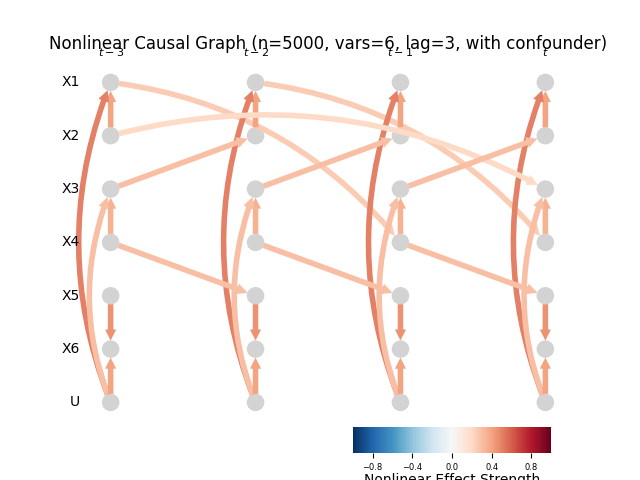 Nonlinear Causal Graph (n=5000, vars=6, lag=3, with confounder)
t − 3 t − 2 t − 1 t
X1
X2
X3
X4
X5
X6
U
−0.8 −0.4 0.0 0.4 0.8
Nonlinear Effect Strength